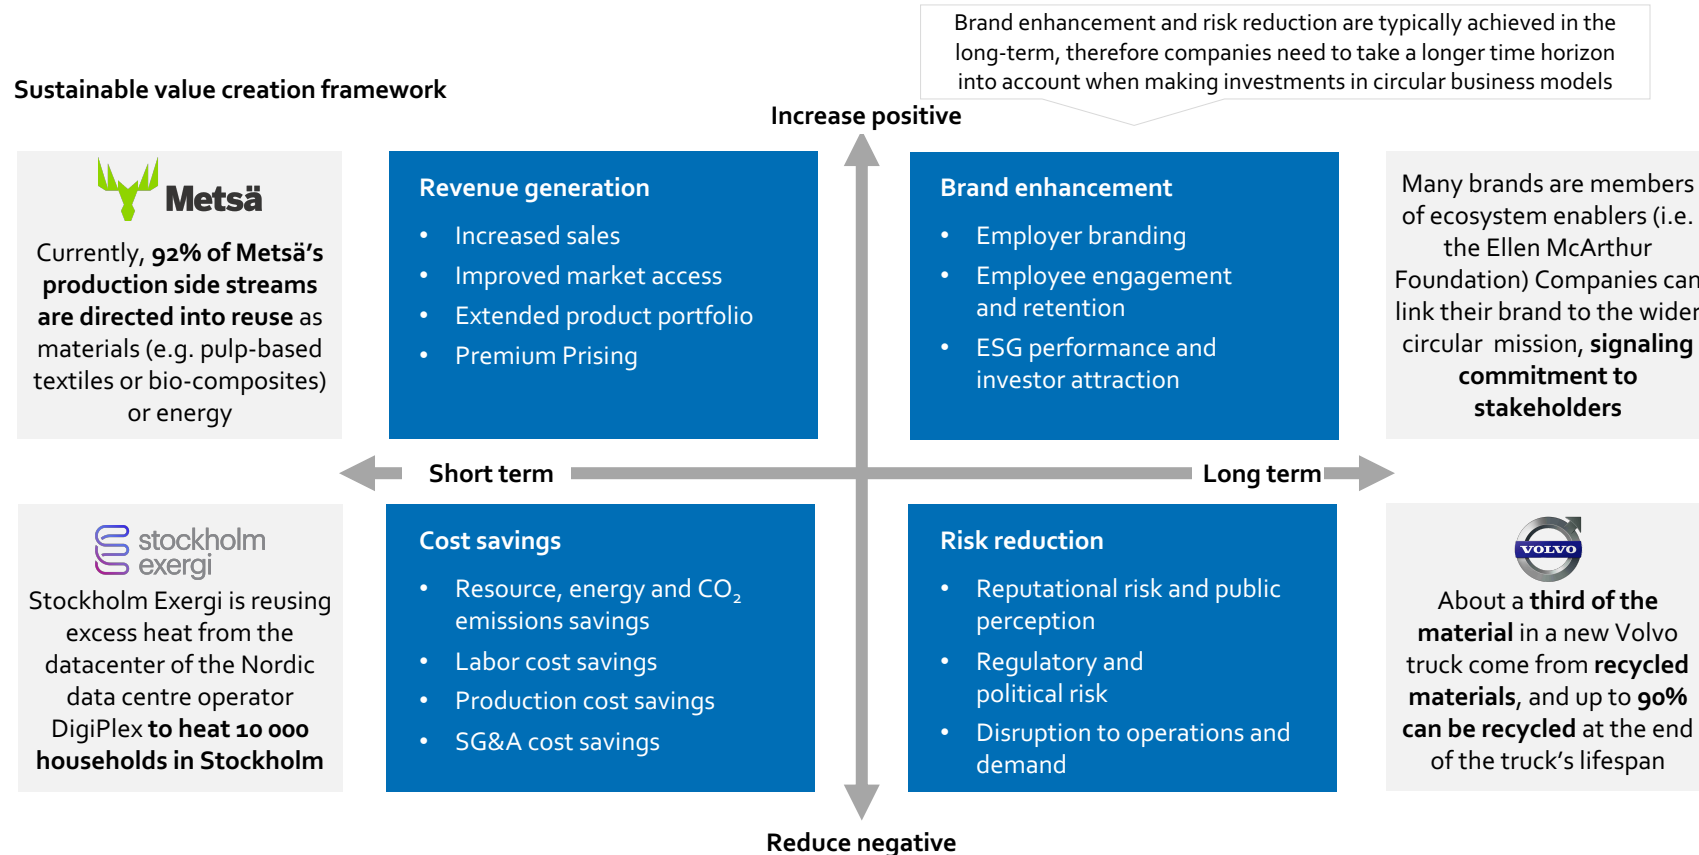 Brand enhancement and risk reduction are typically achieved in the
long-term, therefore companies need to take a longer time horizon
into account when making investments in circular business models
Sustainable value creation framework
Increase positive
Metsä
Currently, 92% of Metsä's
production side streams
are directed into reuse as
materials (e.g. pulp-based
textiles or bio-composites)
or energy
Revenue generation
• Increased sales
• Improved market access
• Extended product portfolio
• Premium Prising
Brand enhancement
• Employer branding
• Employee engagement
and retention
• ESG performance and
investor attraction
Many brands are members
of ecosystem enablers (i.e.
the Ellen McArthur
Foundation) Companies can
link their brand to the wider
circular mission, signaling
commitment to
stakeholders
Short term
Long term
stockholm
exergi
Stockholm Exergi is reusing
excess heat from the
datacenter of the Nordic
data centre operator
DigiPlex to heat 10 000
households in Stockholm
Cost savings
• Resource, energy and CO₂
emissions savings
• Labor cost savings
• Production cost savings
• SG&A cost savings
Risk reduction
• Reputational risk and public
perception
• Regulatory and
political risk
• Disruption to operations and
demand
VOLVO
About a third of the
material in a new Volvo
truck come from recycled
materials, and up to 90%
can be recycled at the end
of the truck's lifespan
Reduce negative